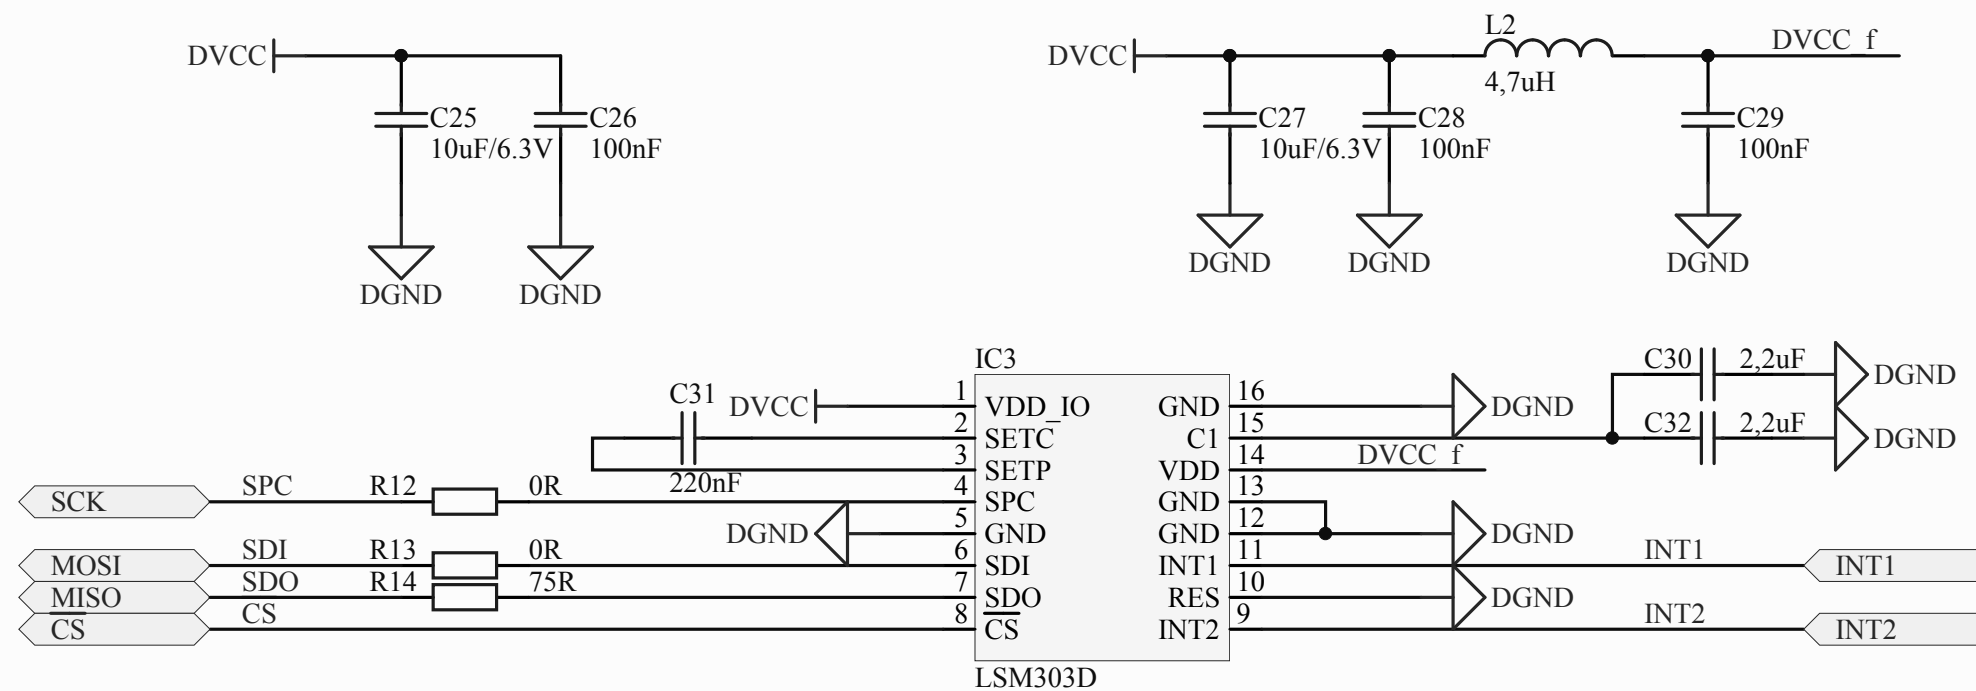 DVCC
C25
10uF/6.3V
DGND
C26
100nF
DGND
DVCC
C27
10uF/6.3V
DGND
C28
100nF
DGND
L2
4,7uH
DVCC_f
C29
100nF
DGND
IC3
LSM303D
1 VDD_IO
2 SETC
3 SETP
4 SPC
5 GND
6 SDI
7 SDO
8 CS
16 GND
15 C1
14 VDD
13 GND
12 GND
11 INT1
10 RES
9 INT2
C31
220nF
DVCC
SCK SPC R12 0R
DGND
MOSI SDI R13 0R
MISO SDO R14 75R
CS CS
DGND
C30 2,2uF DGND
C32 2,2uF DGND
DVCC_f
DGND
INT1 INT1
DGND
INT2 INT2